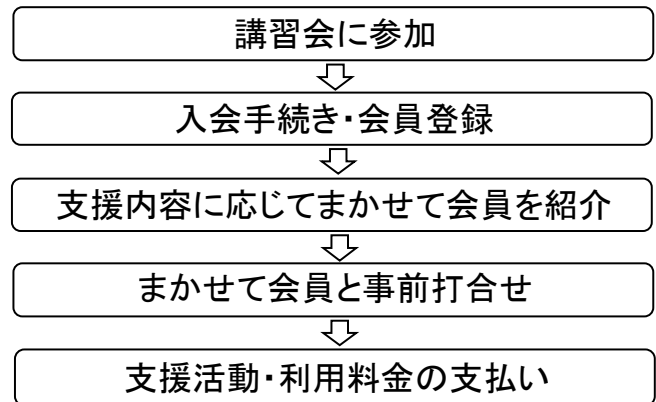 講習会に参加
入会手続き・会員登録
支援内容に応じてまかせて会員を紹介
まかせて会員と事前打合せ
支援活動・利用料金の支払い